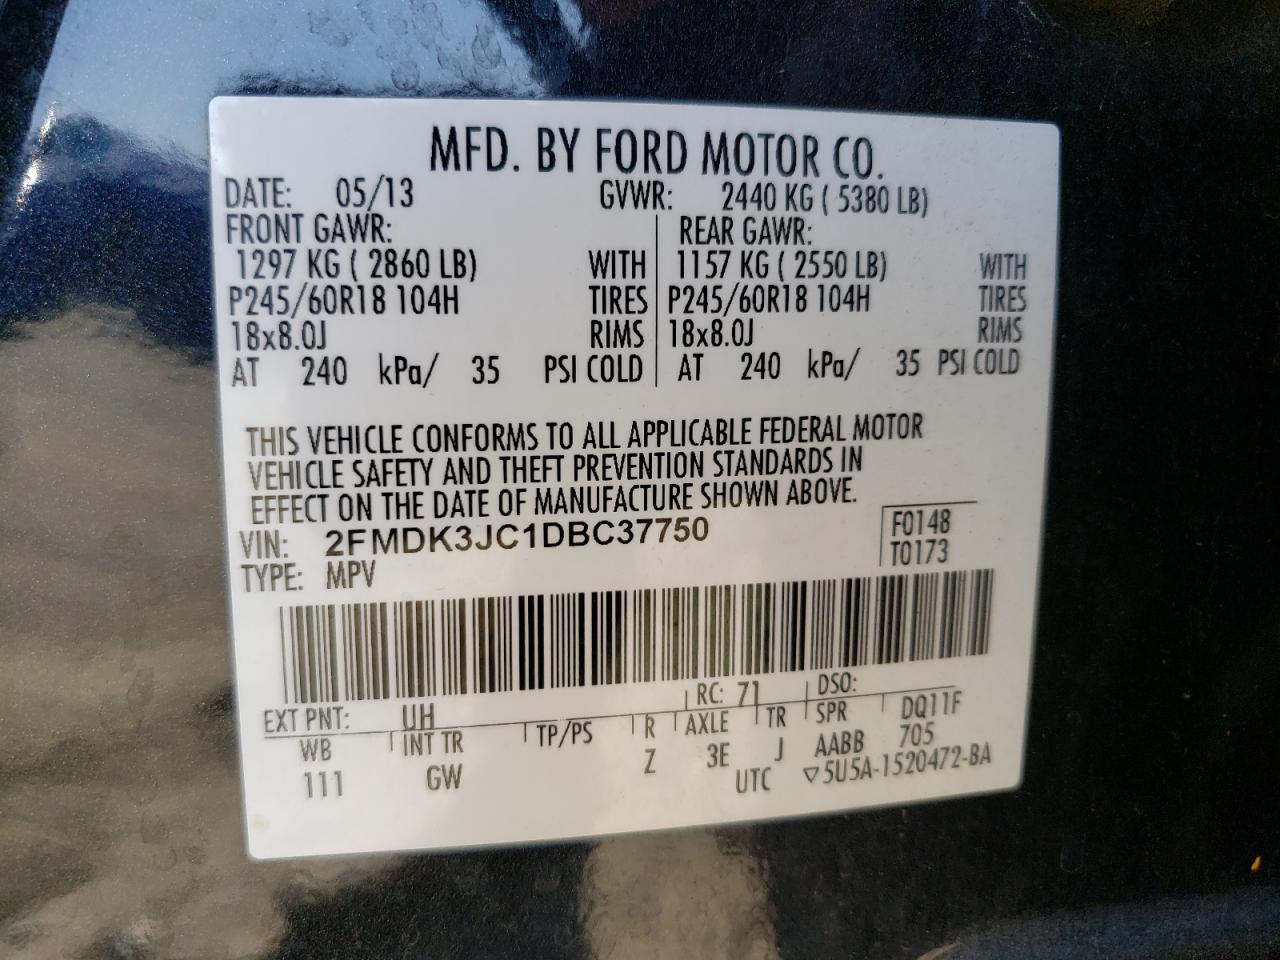 MFD. BY FORD MOTOR CO.
DATE: 05/13 GVWR: 2440 KG ( 5380 LB)
FRONT GAWR: REAR GAWR:
1297 KG ( 2860 LB) WITH 1157 KG ( 2550 LB) WITH
P245/60R18 104H TIRES P245/60R18 104H TIRES
18x8.0J RIMS 18x8.0J RIMS
AT 240 kPa/ 35 PSI COLD AT 240 kPa/ 35 PSI COLD
THIS VEHICLE CONFORMS TO ALL APPLICABLE FEDERAL MOTOR
VEHICLE SAFETY AND THEFT PREVENTION STANDARDS IN
EFFECT ON THE DATE OF MANUFACTURE SHOWN ABOVE.
VIN: 2FMDK3JC1DBC37750 F0148
TYPE: MPV T0173
EXT PNT: UH RC: 71 DSO:
WB INT TR TP/PS R AXLE TR SPR DQ11F
111 GW Z 3E J AABB 705
UTC ▽5U5A-1520472-BA